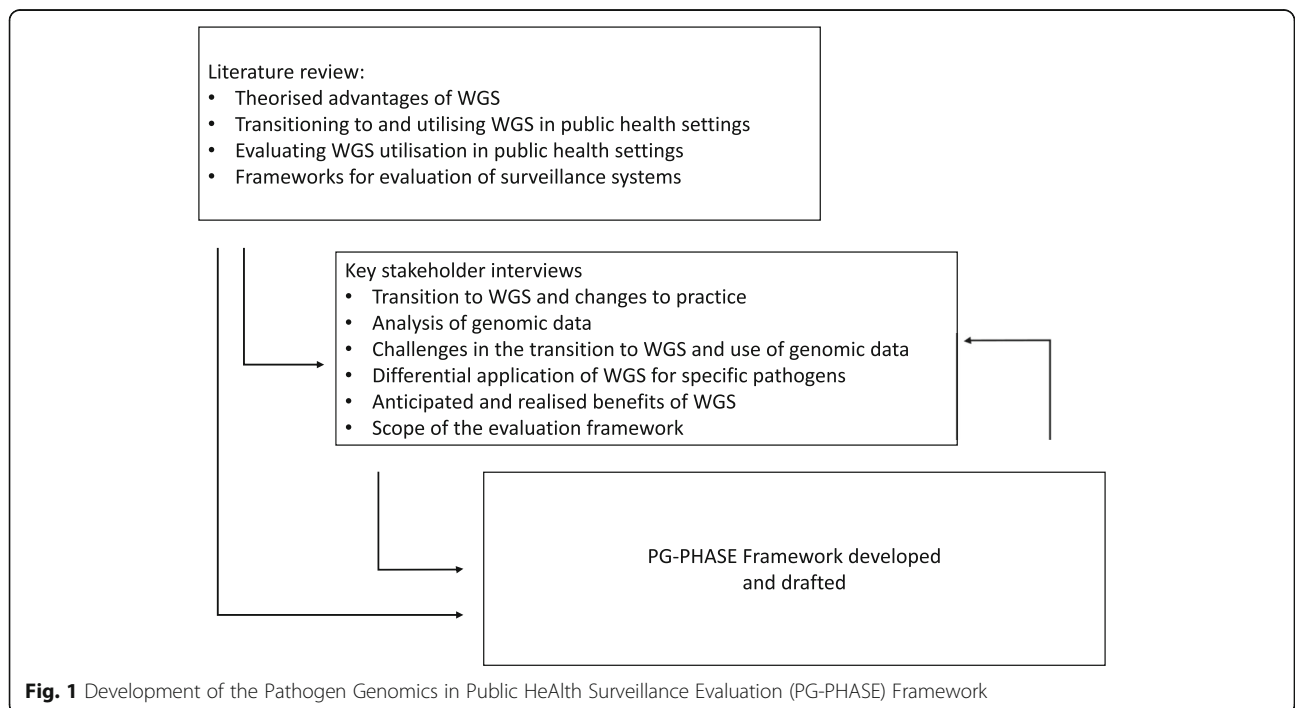 Literature review:
• Theorised advantages of WGS
• Transitioning to and utilising WGS in public health settings
• Evaluating WGS utilisation in public health settings
• Frameworks for evaluation of surveillance systems
Key stakeholder interviews
• Transition to WGS and changes to practice
• Analysis of genomic data
• Challenges in the transition to WGS and use of genomic data
• Differential application of WGS for specific pathogens
• Anticipated and realised benefits of WGS
• Scope of the evaluation framework
PG-PHASE Framework developed
and drafted
Fig. 1 Development of the Pathogen Genomics in Public HeAlth Surveillance Evaluation (PG-PHASE) Framework